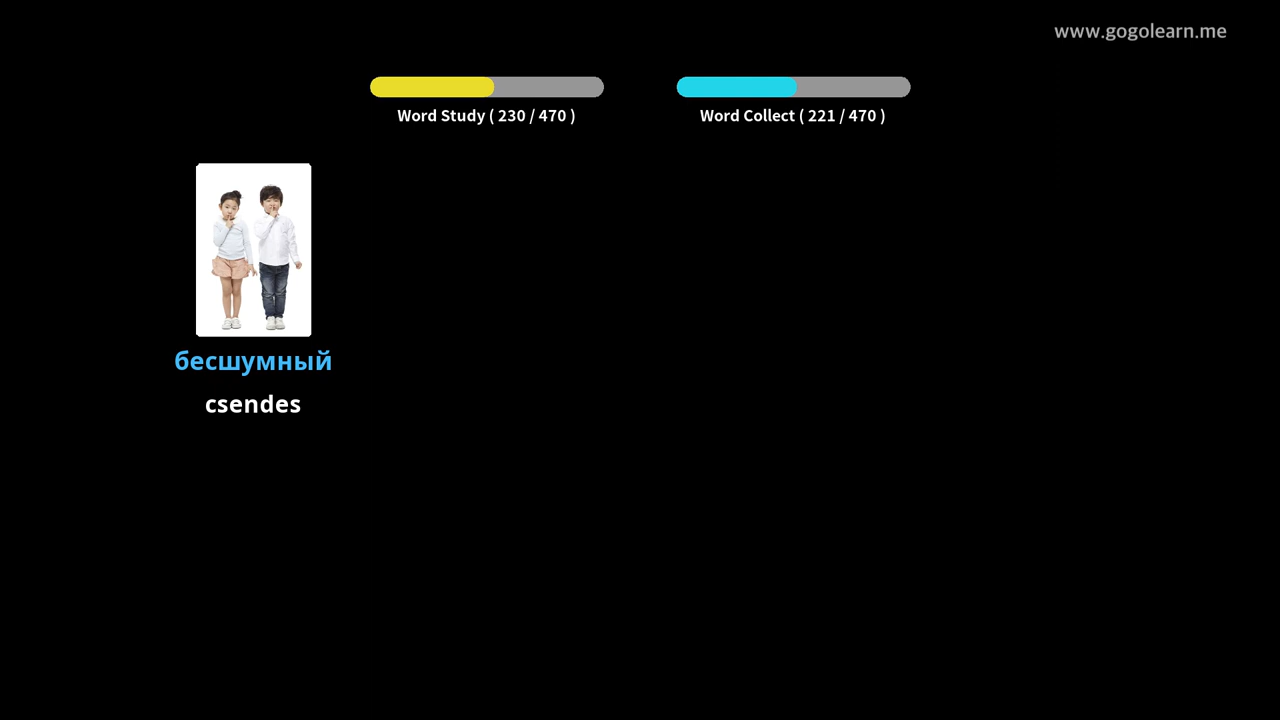 www.gogolearn.me
Word Study ( 230 / 470 )
Word Collect ( 221 / 470 )
бесшумный
csendes